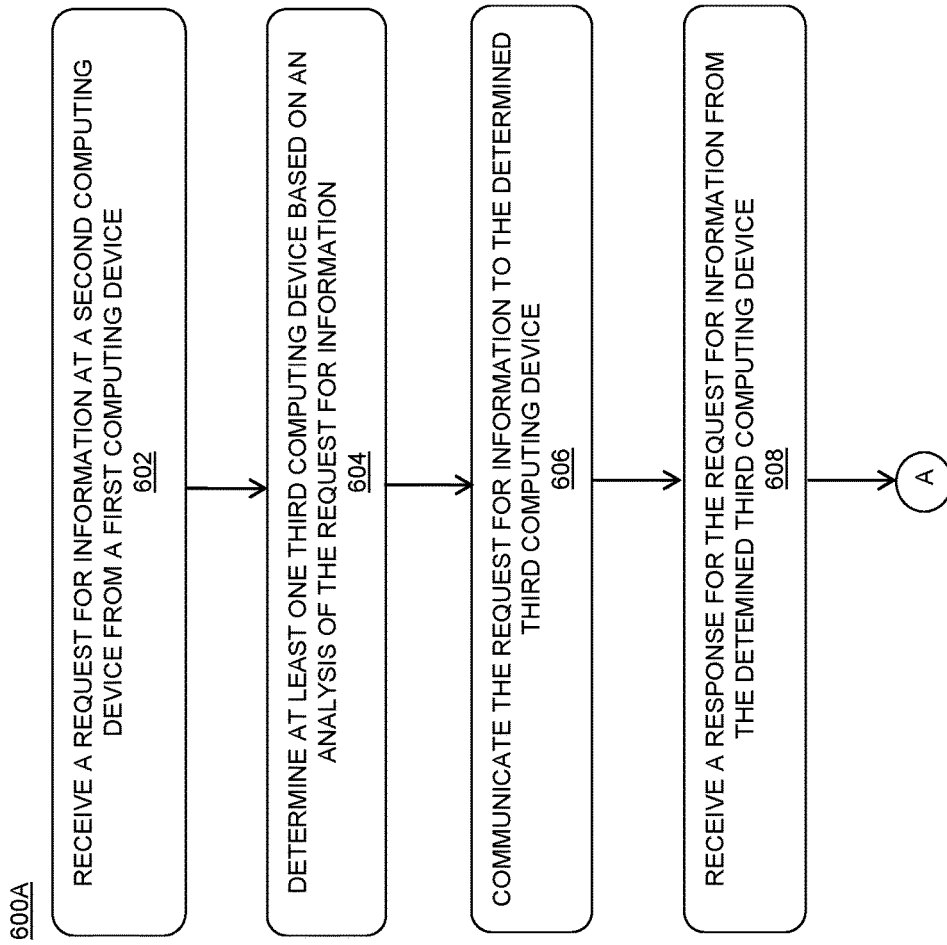 600A
RECEIVE A REQUEST FOR INFORMATION AT A SECOND COMPUTING
DEVICE FROM A FIRST COMPUTING DEVICE
602
DETERMINE AT LEAST ONE THIRD COMPUTING DEVICE BASED ON AN
ANALYSIS OF THE REQUEST FOR INFORMATION
604
COMMUNICATE THE REQUEST FOR INFORMATION TO THE DETERMINED
THIRD COMPUTING DEVICE
606
RECEIVE A RESPONSE FOR THE REQUEST FOR INFORMATION FROM
THE DETEMINED THIRD COMPUTING DEVICE
608
A